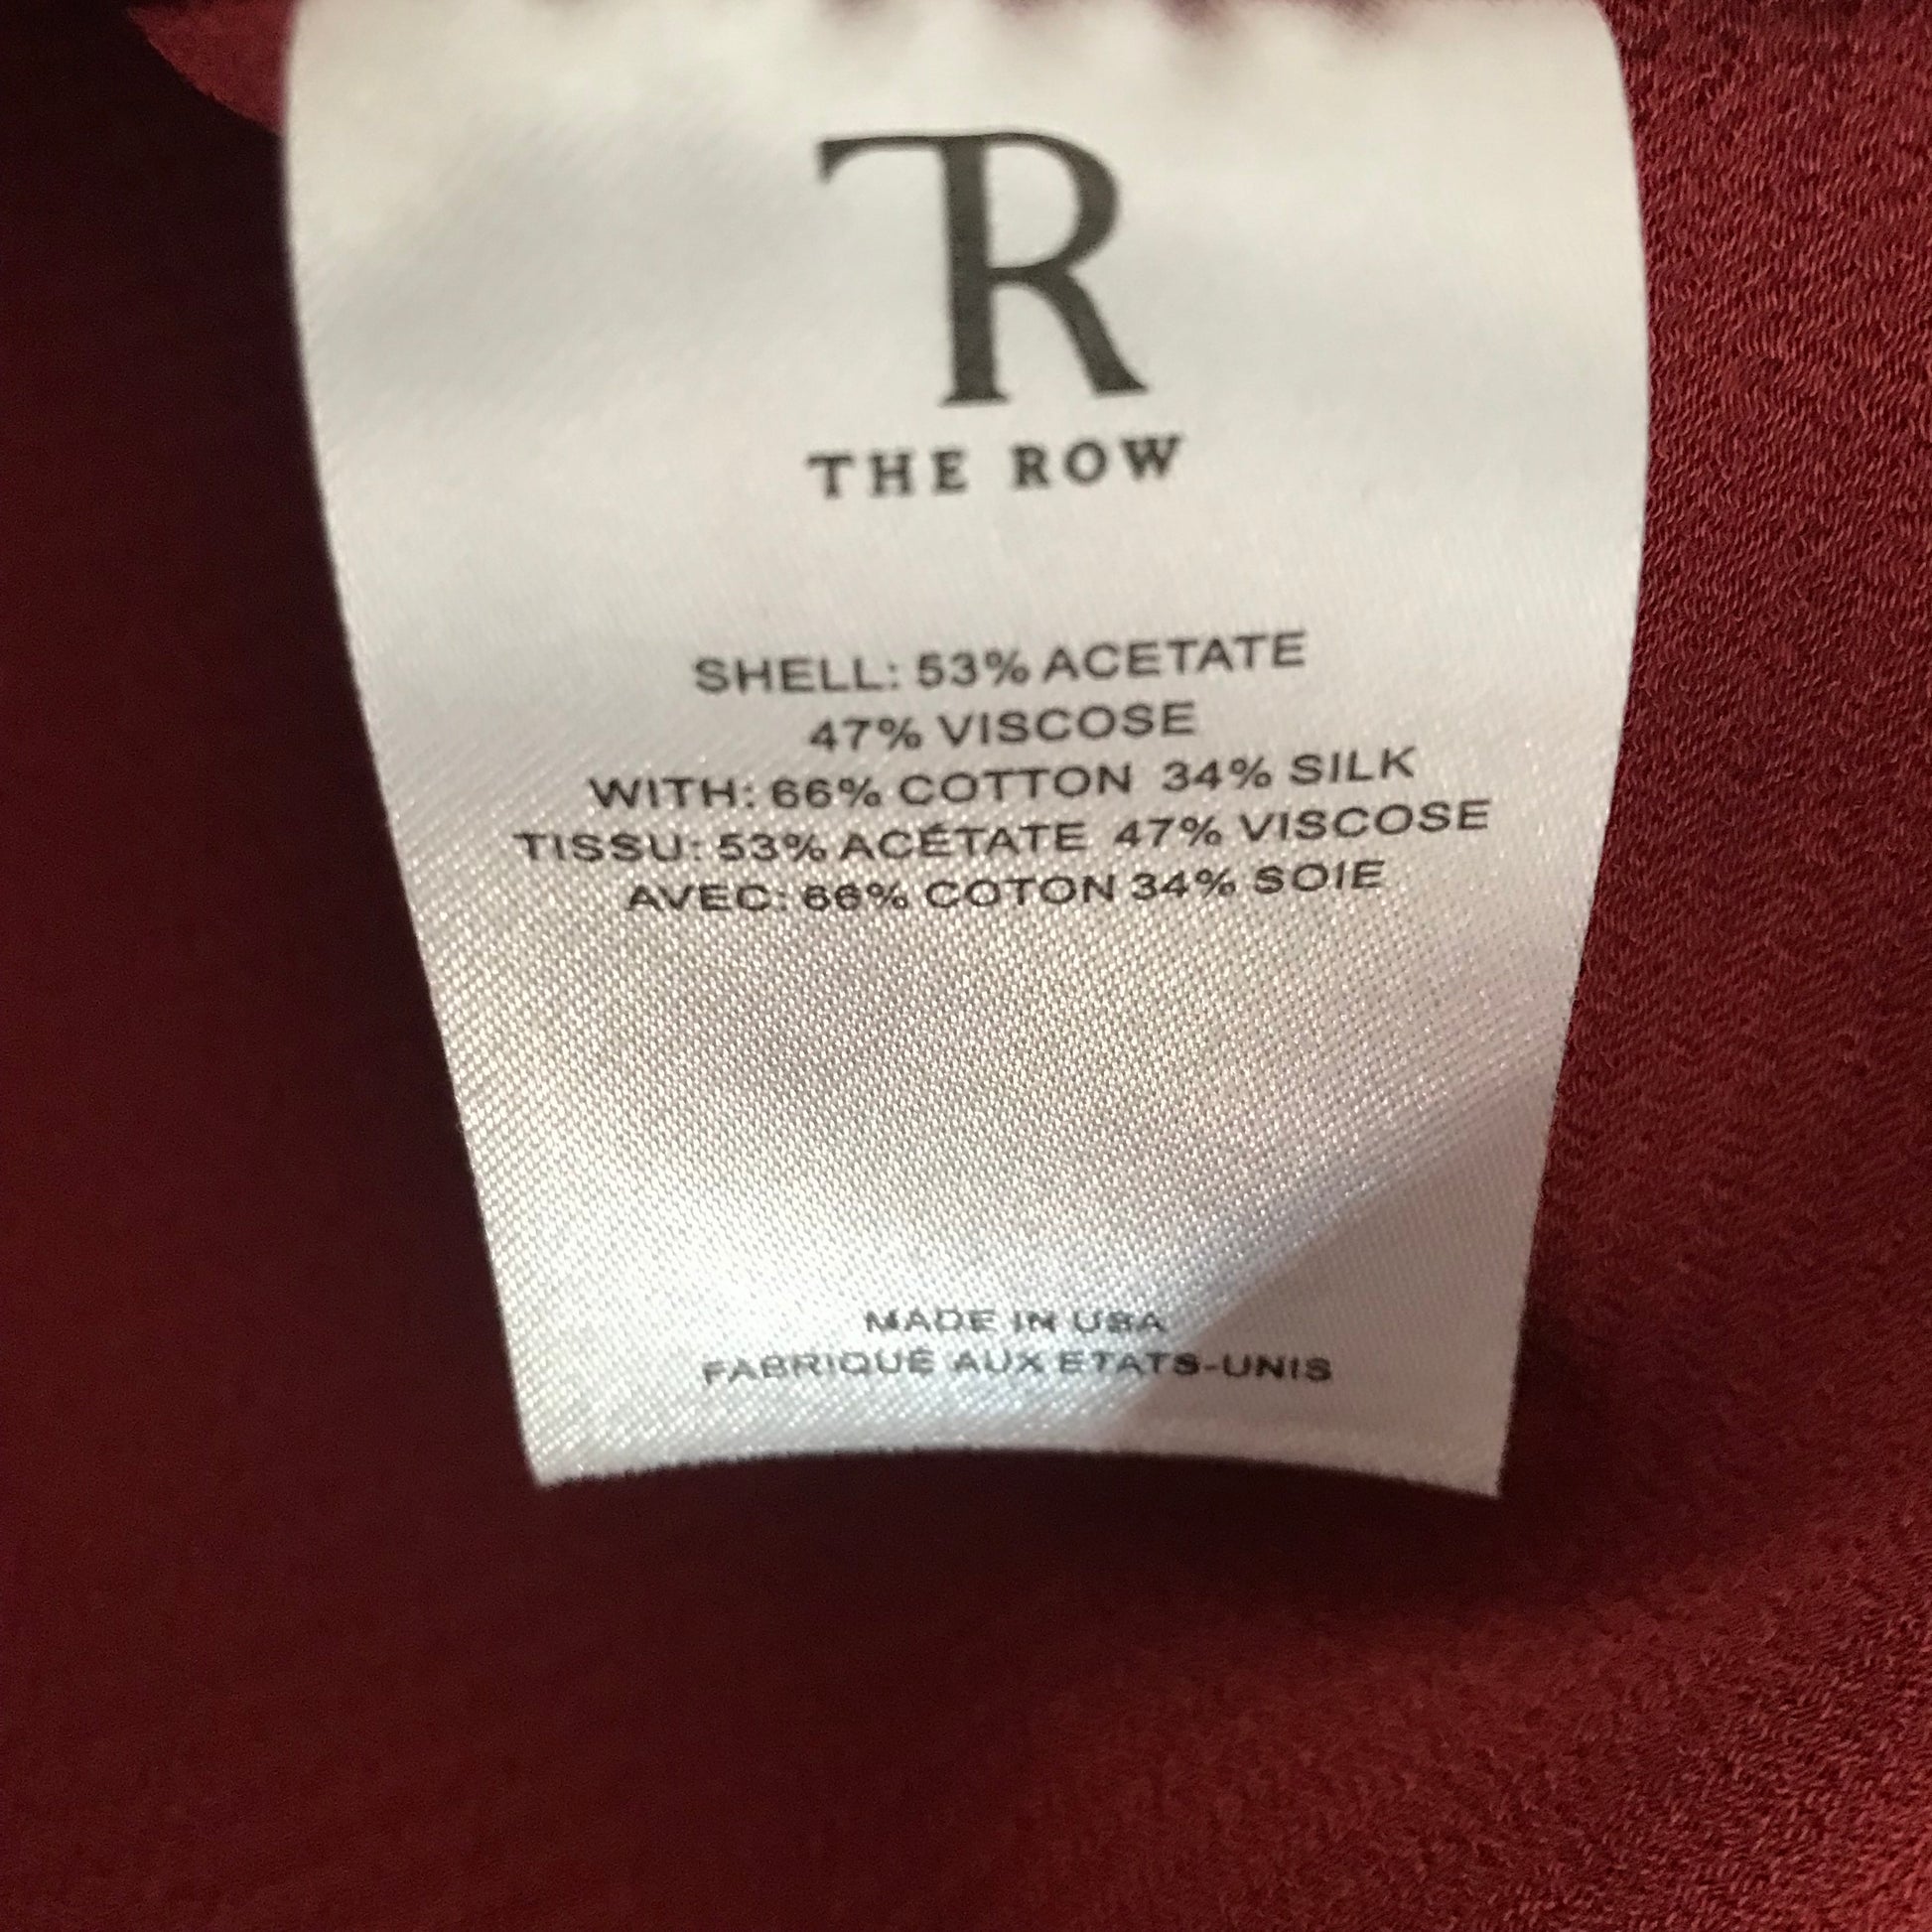 TR
THE ROW
SHELL: 53% ACETATE
47% VISCOSE
WITH: 66% COTTON 34% SILK
TISSU: 53% ACÉTATE 47% VISCOSE
AVEC: 66% COTON 34% SOIE
MADE IN USA
FABRIQUÉ AUX ETATS-UNIS